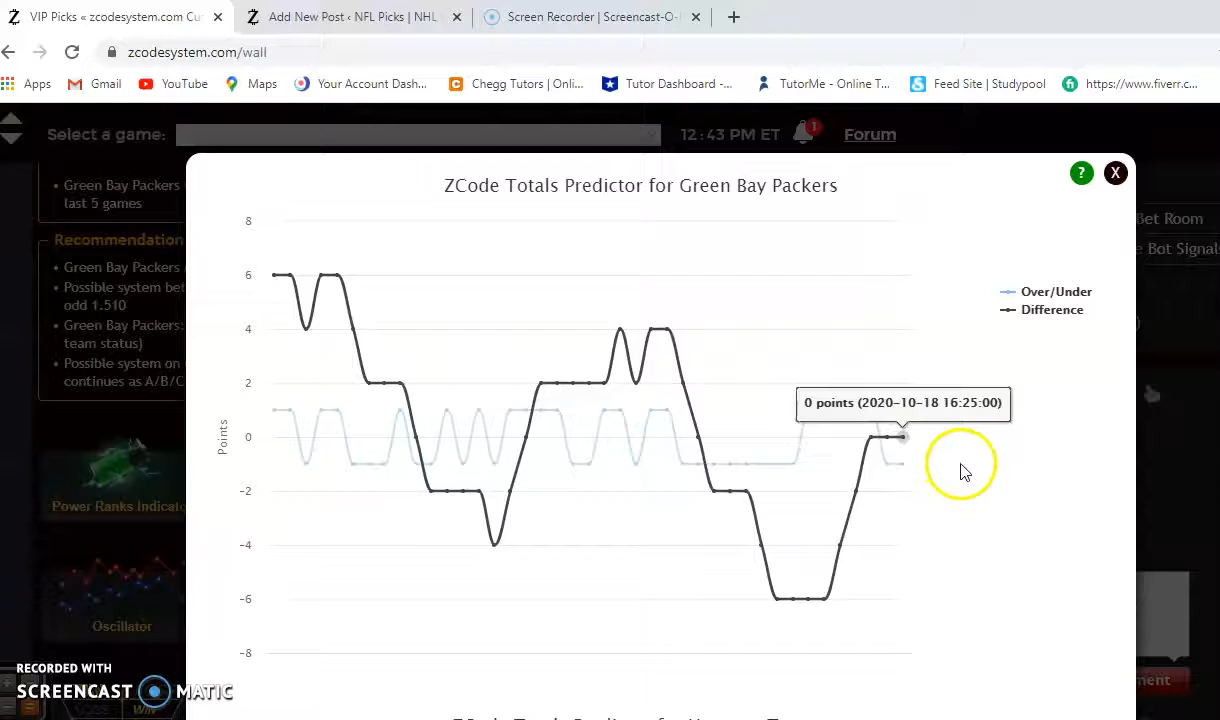 VIP Picks « zcodesystem.com Cu
Add New Post ‹ NFL Picks | NHL
Screen Recorder | Screencast-O-
zcodesystem.com/wall
Apps
Gmail
YouTube
Maps
Your Account Dash...
Chegg Tutors | Onli...
Tutor Dashboard -...
TutorMe - Online T...
Feed Site | Studypool
https://www.fiverr.c...
Select a game:
12:43 PM ET
1
Forum
Green Bay Packers
last 5 games
Recommendation
Green Bay Packers
Possible system bet
odd 1.510
Green Bay Packers:
team status)
Possible system on
continues as A/B/C
Power Ranks Indicato
Oscillator
ZCode Totals Predictor for Green Bay Packers
?
X
Points
8
6
4
2
0
-2
-4
-6
-8
Over/Under
Difference
0 points (2020-10-18 16:25:00)
Bet Room
Bot Signals
ment
RECORDED WITH
SCREENCAST MATIC
Win